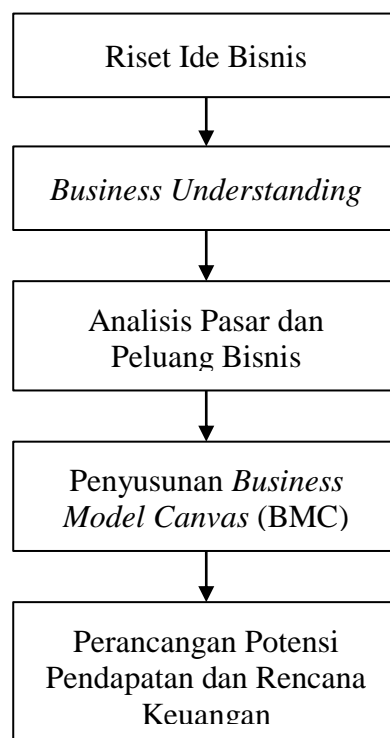 Riset Ide Bisnis
Business Understanding
Analisis Pasar dan
Peluang Bisnis
Penyusunan Business
Model Canvas (BMC)
Perancangan Potensi
Pendapatan dan Rencana
Keuangan